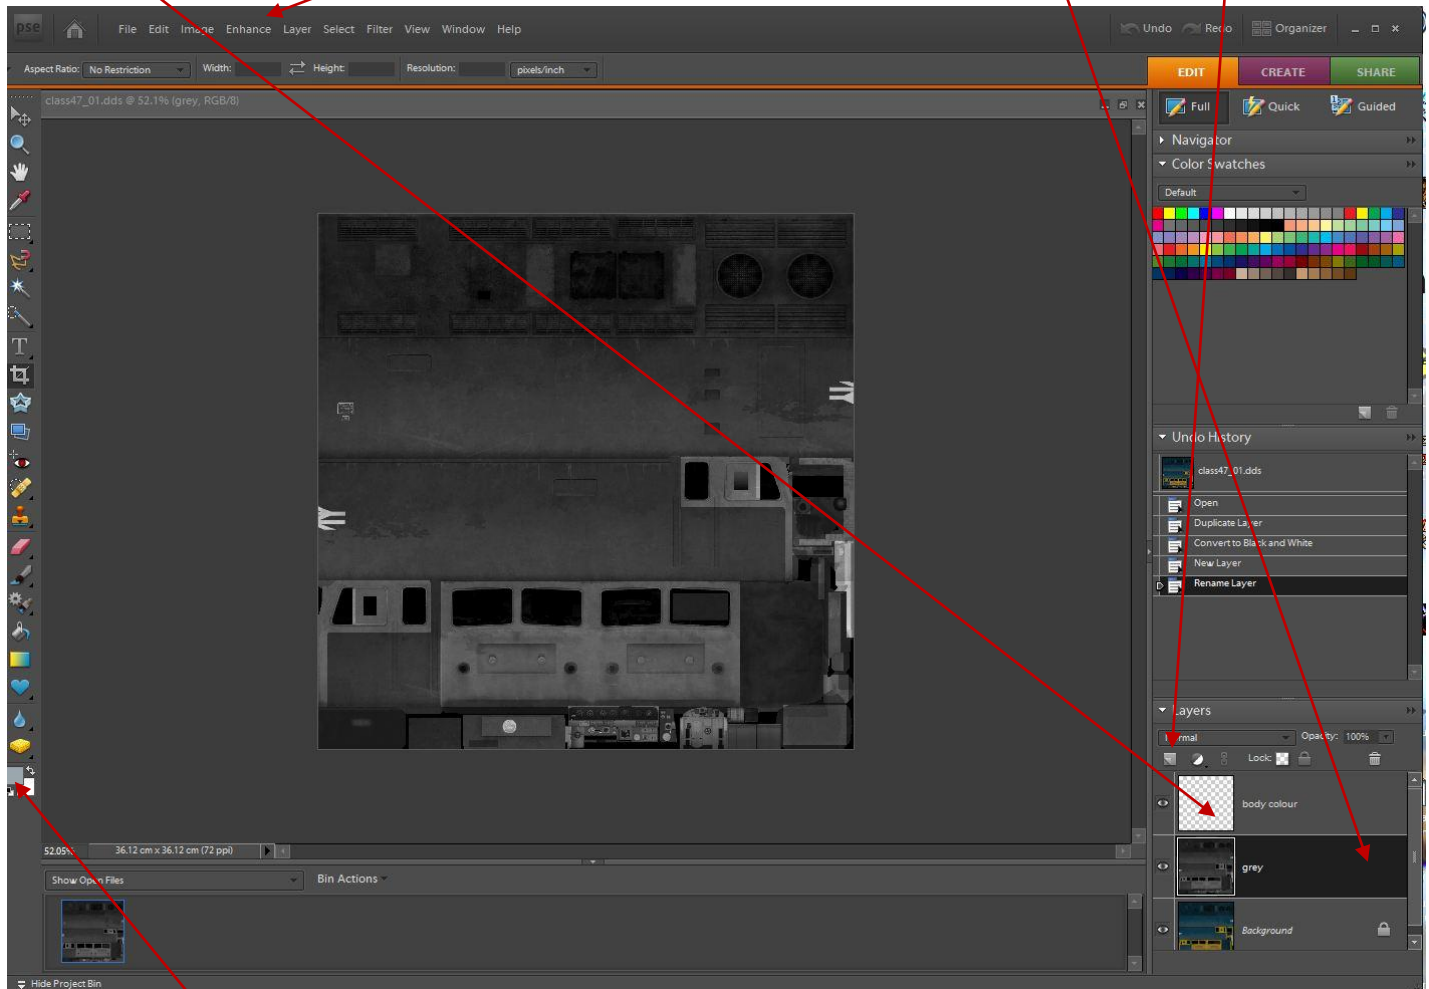 pse File Edit Image Enhance Layer Select Filter View Window Help Undo Redo Organizer
Aspect Ratio: No Restriction Width: Height: Resolution: pixels/inch EDIT CREATE SHARE
class47_01.dds @ 52.1% (grey, RGB/8)
Full Quick Guided
Navigator
Color Swatches
Default
Undo History
class47_01.dds
Open
Duplicate Layer
Convert to Black and White
New Layer
Rename Layer
Layers
Normal Opacity: 100%
Lock:
body colour
grey
Background
52.05% 36.12 cm x 36.12 cm (72 ppi)
Show Open Files Bin Actions
Hide Project Bin